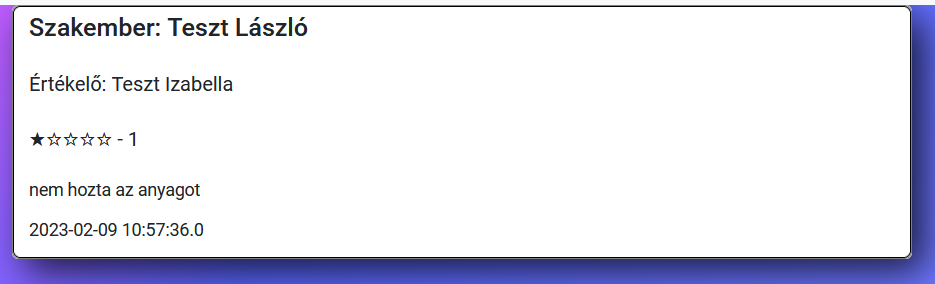 Szakember: Teszt László
Értékelő: Teszt Izabella
★☆☆☆☆ - 1
nem hozta az anyagot
2023-02-09 10:57:36.0